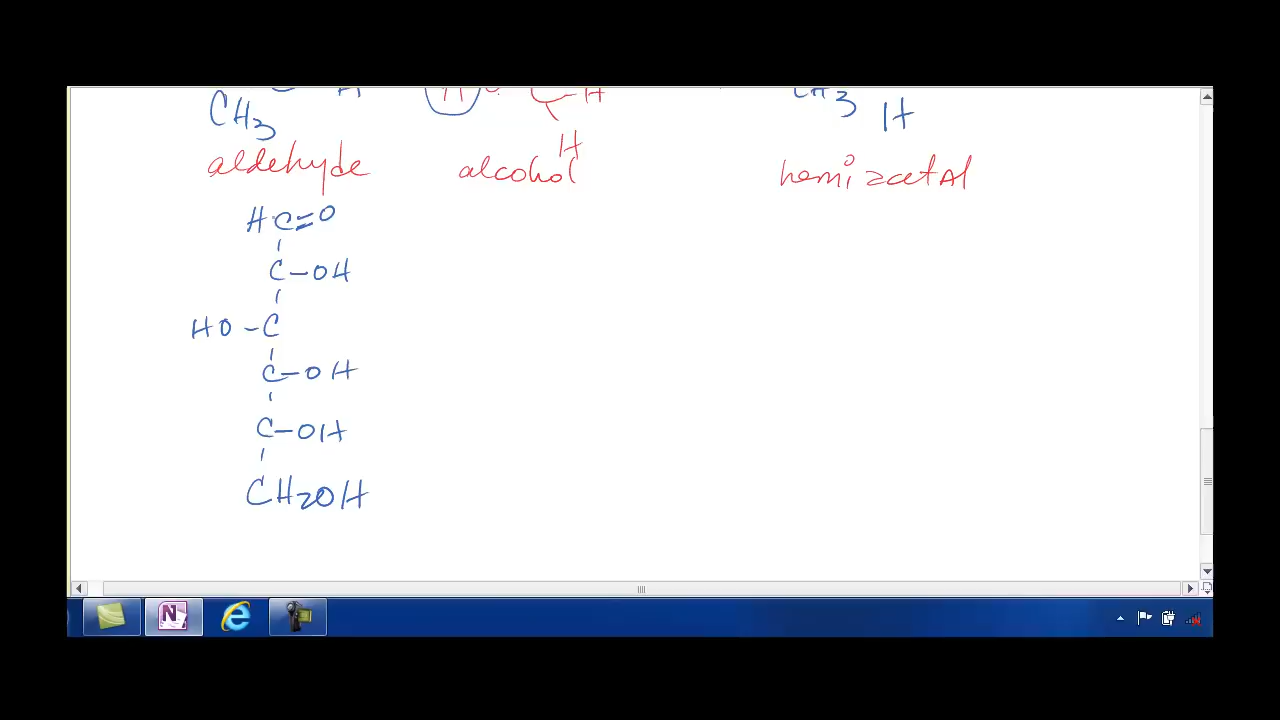 CH3 H
aldehyde alcohol hemiacetal
HC=O
C-OH
HO-C
C-OH
C-OH
CH2OH